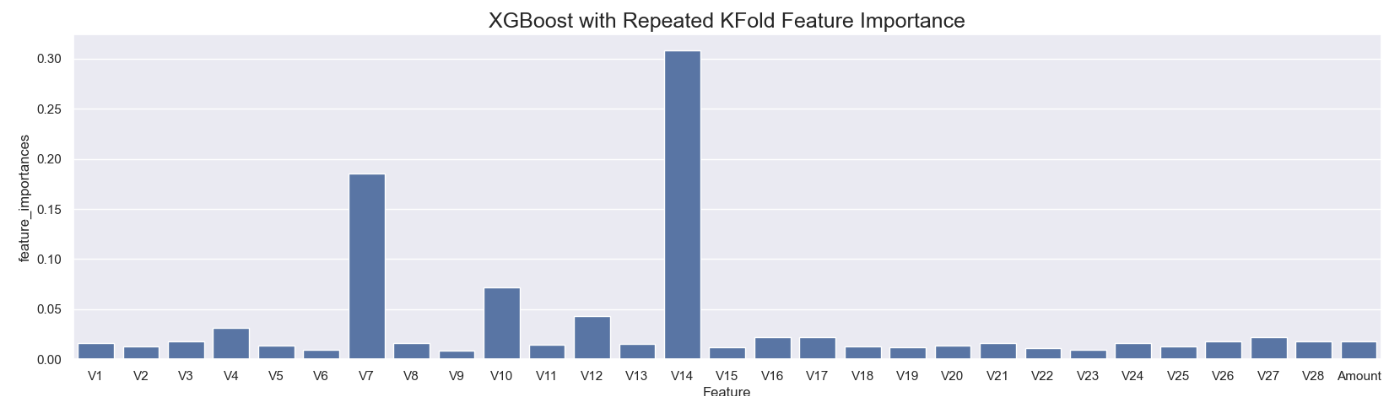 XGBoost with Repeated KFold Feature Importance
0.30
0.25
0.20
0.15
0.10
0.05
0.00
feature_importances
V1 V2 V3 V4 V5 V6 V7 V8 V9 V10 V11 V12 V13 V14 V15 V16 V17 V18 V19 V20 V21 V22 V23 V24 V25 V26 V27 V28 Amount
Feature